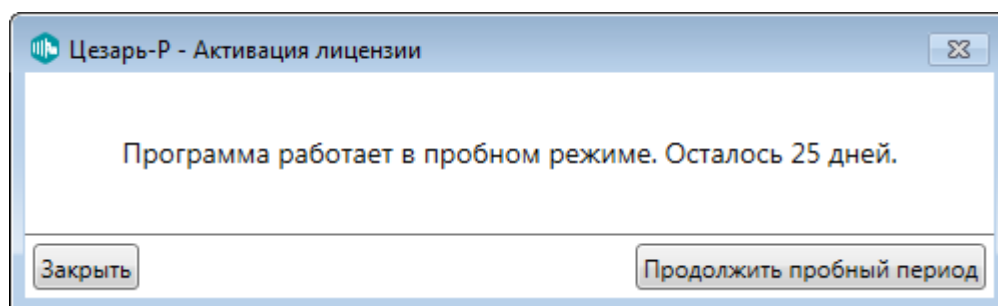 Цезарь-Р - Активация лицензии
Программа работает в пробном режиме. Осталось 25 дней.
Закрыть
Продолжить пробный период